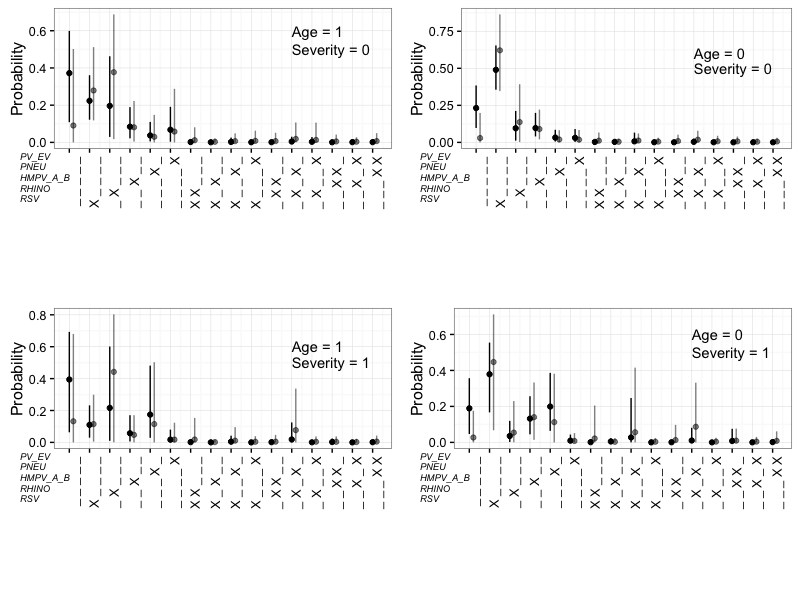 0.6
0.4
0.2
0.0
Probability
Age = 1
Severity = 0
PV_EV
PNEU
HMPV_A_B
RHINO
RSV
0.75
0.50
0.25
0.00
Probability
Age = 0
Severity = 0
PV_EV
PNEU
HMPV_A_B
RHINO
RSV
0.8
0.6
0.4
0.2
0.0
Probability
Age = 1
Severity = 1
PV_EV
PNEU
HMPV_A_B
RHINO
RSV
0.6
0.4
0.2
0.0
Probability
Age = 0
Severity = 1
PV_EV
PNEU
HMPV_A_B
RHINO
RSV